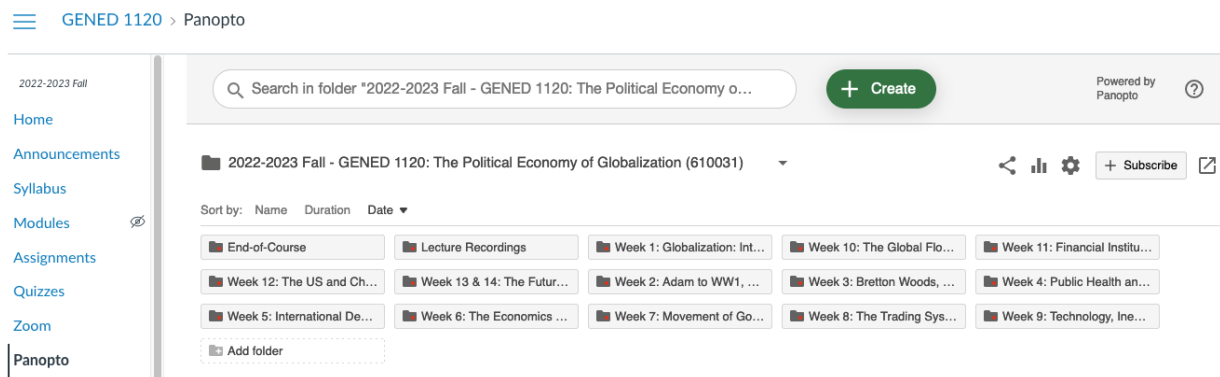 GENED 1120 > Panopto
2022-2023 Fall
Home
Announcements
Syllabus
Modules
Assignments
Quizzes
Zoom
Panopto
Search in folder "2022-2023 Fall - GENED 1120: The Political Economy o...
+ Create
Powered by
Panopto
?
2022-2023 Fall - GENED 1120: The Political Economy of Globalization (610031)
+ Subscribe
Sort by: Name Duration Date
End-of-Course Lecture Recordings Week 1: Globalization: Int... Week 10: The Global Flo... Week 11: Financial Institu...
Week 12: The US and Ch... Week 13 & 14: The Futur... Week 2: Adam to WW1, ... Week 3: Bretton Woods, ... Week 4: Public Health an...
Week 5: International De... Week 6: The Economics ... Week 7: Movement of Go... Week 8: The Trading Sys... Week 9: Technology, Ine...
Add folder